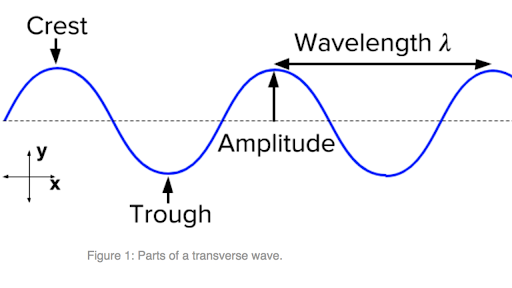 Crest
Wavelength λ
Amplitude
y
x
Trough
Figure 1: Parts of a transverse wave.